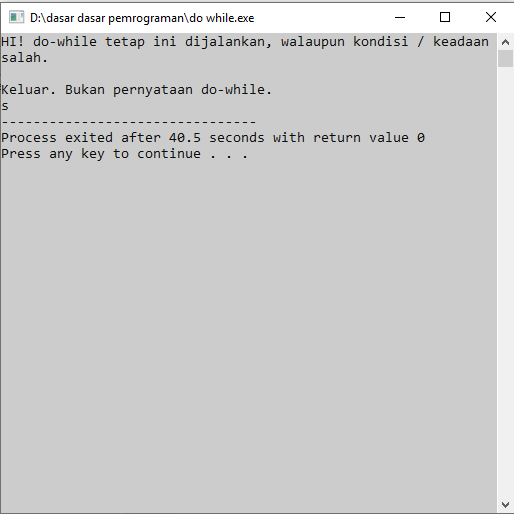 D:\dasar dasar pemrograman\do while.exe
HI! do-while tetap ini dijalankan, walaupun kondisi / keadaan
salah.
Keluar. Bukan pernyataan do-while.
s
--------------------------------
Process exited after 40.5 seconds with return value 0
Press any key to continue . . .